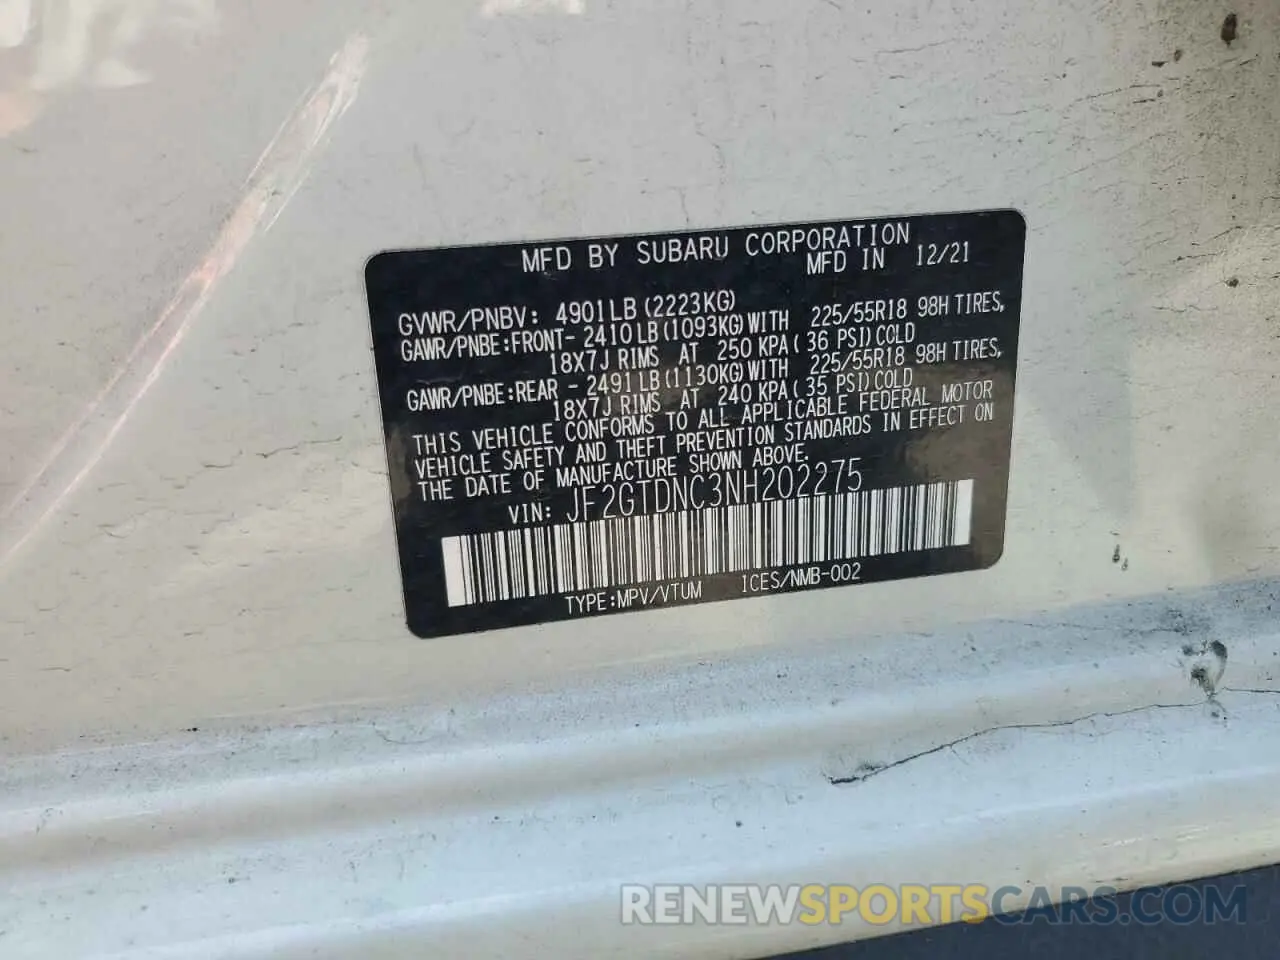 MFD BY SUBARU CORPORATION
MFD IN 12/21
GVWR/PNBV: 4901LB (2223KG)
GAWR/PNBE:FRONT- 2410LB(1093KG)WITH 225/55R18 98H TIRES,
18X7J RIMS AT 250 KPA( 36 PSI)COLD
GAWR/PNBE:REAR - 2491LB(1130KG)WITH 225/55R18 98H TIRES,
18X7J RIMS AT 240 KPA( 35 PSI)COLD
THIS VEHICLE CONFORMS TO ALL APPLICABLE FEDERAL MOTOR
VEHICLE SAFETY AND THEFT PREVENTION STANDARDS IN EFFECT ON
THE DATE OF MANUFACTURE SHOWN ABOVE.
VIN: JF2GTDNC3NH202275
TYPE:MPV/VTUM ICES/NMB-002
RENEWSPORTSCARS.COM